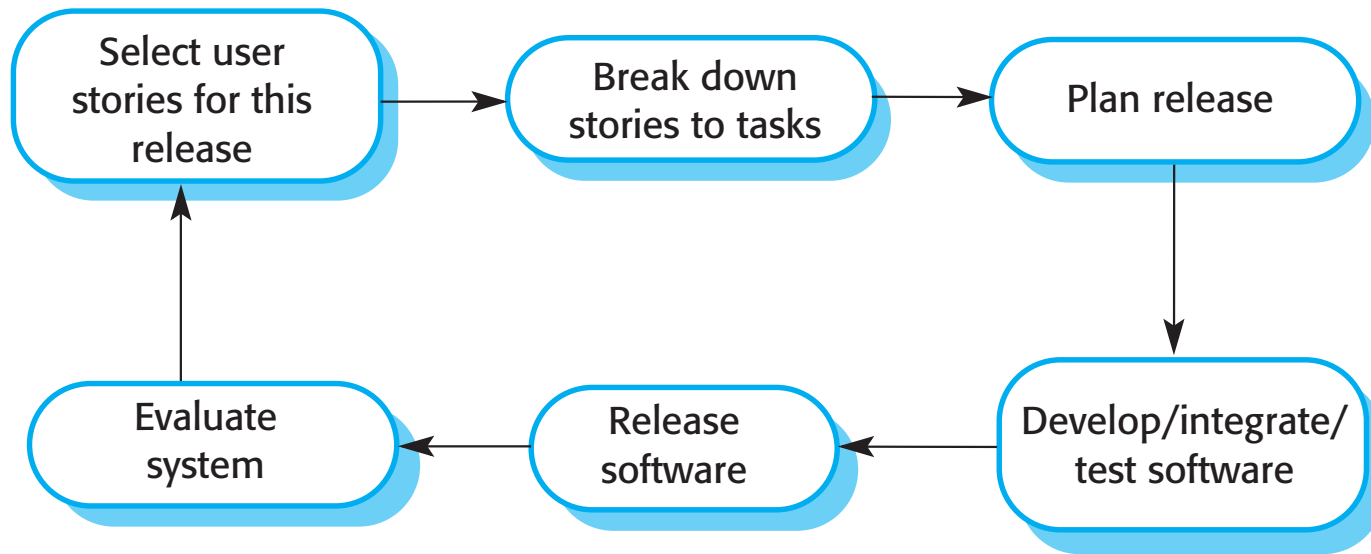 Select user
stories for this
release
Break down
stories to tasks
Plan release
Develop/integrate/
test software
Release
software
Evaluate
system